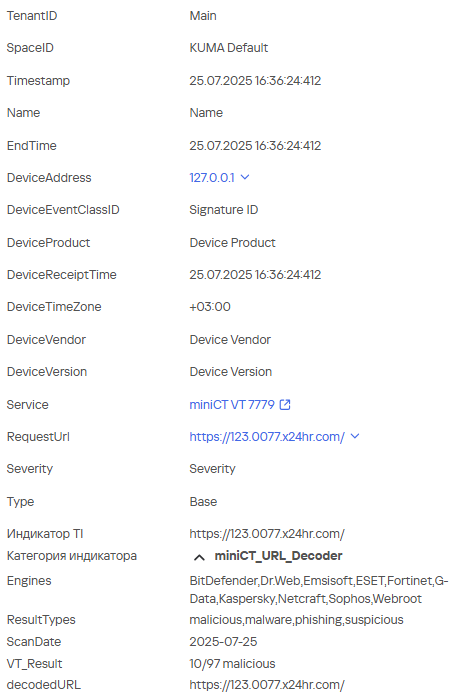 TenantID Main
SpaceID KUMA Default
Timestamp 25.07.2025 16:36:24:412
Name Name
EndTime 25.07.2025 16:36:24:412
DeviceAddress 127.0.0.1
DeviceEventClassID Signature ID
DeviceProduct Device Product
DeviceReceiptTime 25.07.2025 16:36:24:412
DeviceTimeZone +03:00
DeviceVendor Device Vendor
DeviceVersion Device Version
Service miniCT VT 7779
RequestUrl https://123.0077.x24hr.com/
Severity Severity
Type Base
Индикатор TI https://123.0077.x24hr.com/
Категория индикатора miniCT_URL_Decoder
Engines BitDefender,Dr.Web,Emsisoft,ESET,Fortinet,G-
Data,Kaspersky,Netcraft,Sophos,Webroot
ResultTypes malicious,malware,phishing,suspicious
ScanDate 2025-07-25
VT_Result 10/97 malicious
decodedURL https://123.0077.x24hr.com/